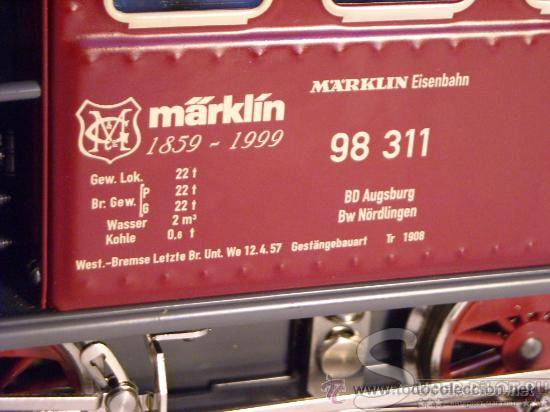 MÄRKLIN Eisenbahn
märklin
1859 ~ 1999
98 311
Gew. Lok. 22 t
Br. Gew. [P 22 t
G 22 t
Wasser 2 m³
Kohle 0,6 t
BD Augsburg
Bw Nördlingen
West.-Bremse Letzte Br. Unt. We 12.4.57 Gestängebauart Tr 1908
www.todocoleccion.net